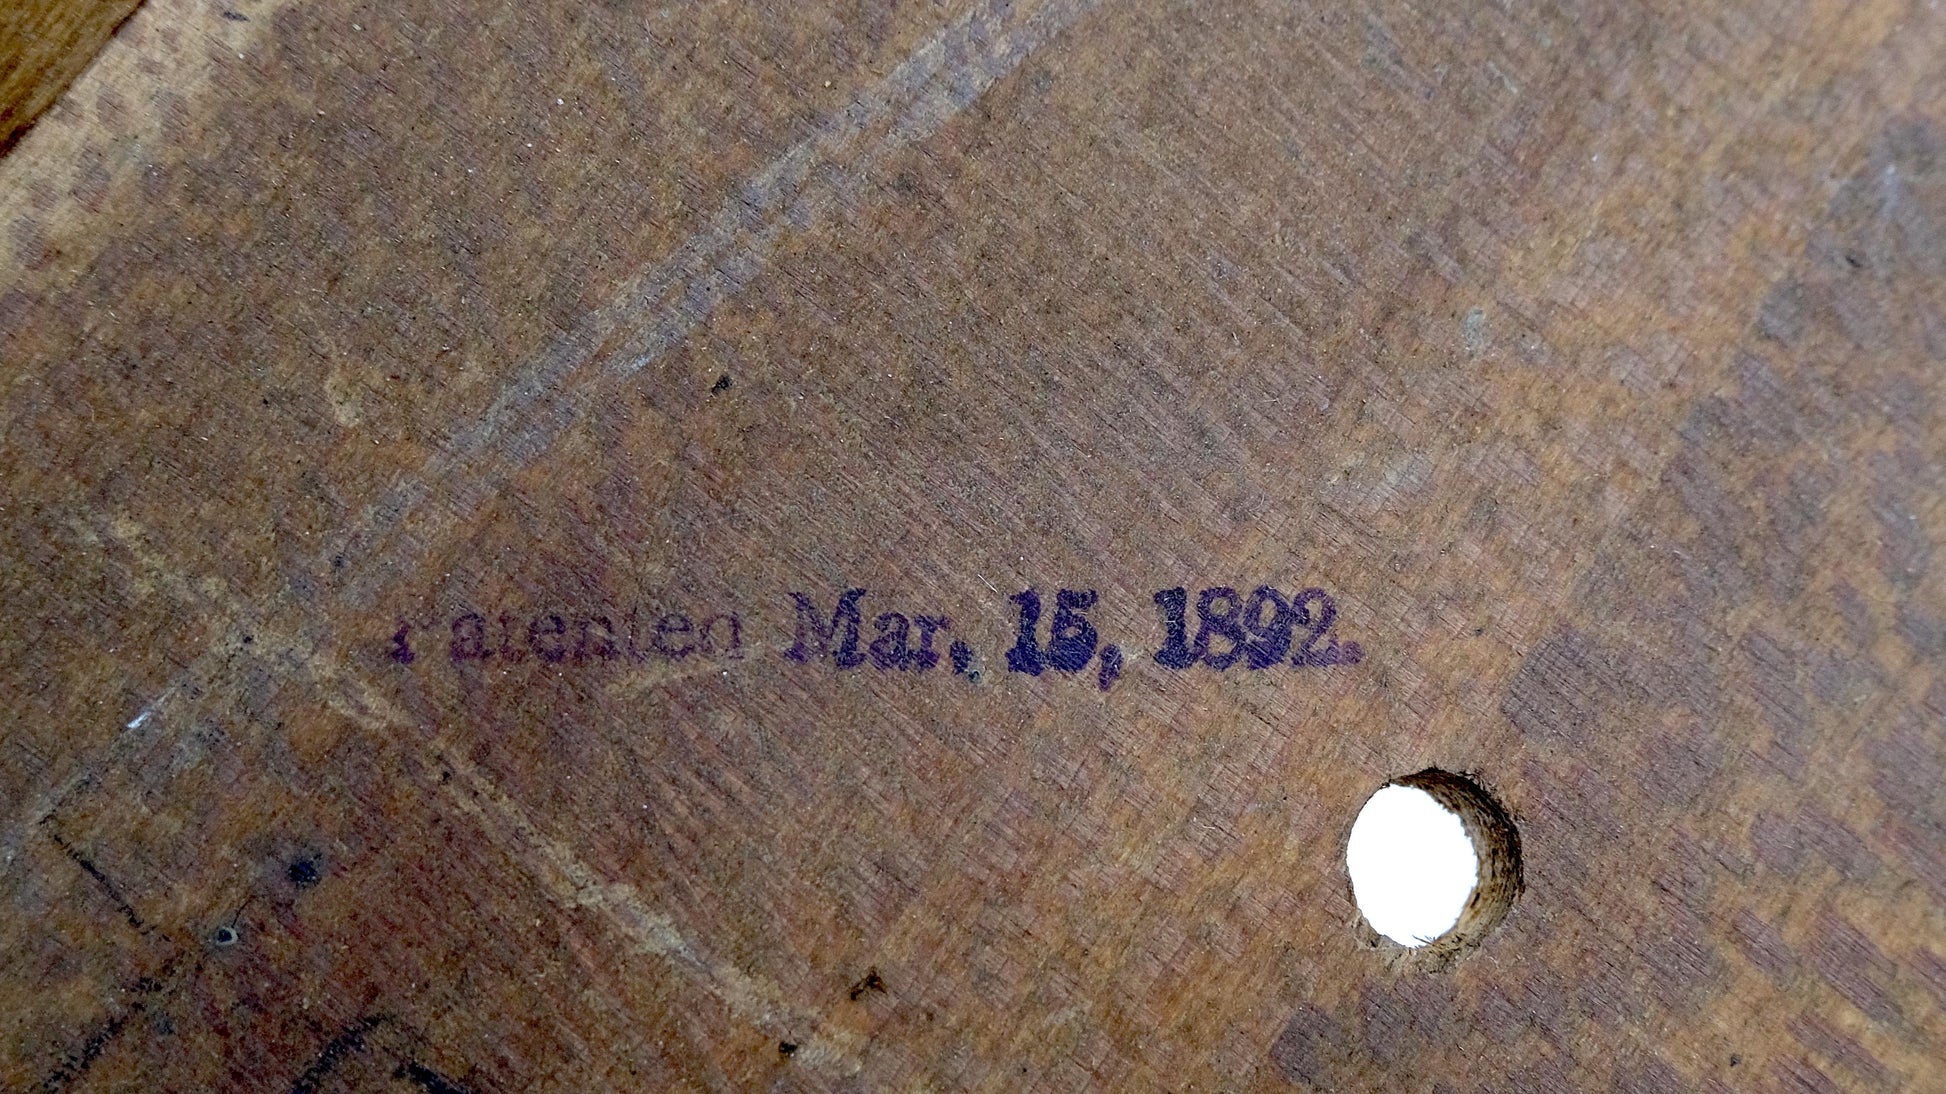 Patented Mar. 15, 1892.